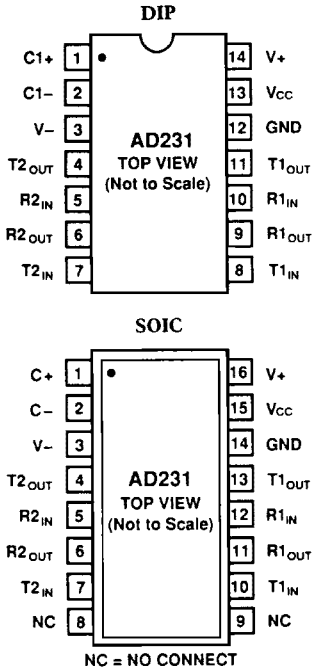 DIP
C1+ 1 14 V+
C1− 2 13 VCC
V− 3 12 GND
AD231
T2OUT 4 TOP VIEW 11 T1OUT
(Not to Scale)
R2IN 5 10 R1IN
R2OUT 6 9 R1OUT
T2IN 7 8 T1IN
SOIC
C+ 1 16 V+
C− 2 15 VCC
V− 3 14 GND
T2OUT 4 AD231 13 T1OUT
TOP VIEW
R2IN 5 (Not to Scale) 12 R1IN
R2OUT 6 11 R1OUT
T2IN 7 10 T1IN
NC 8 9 NC
NC = NO CONNECT